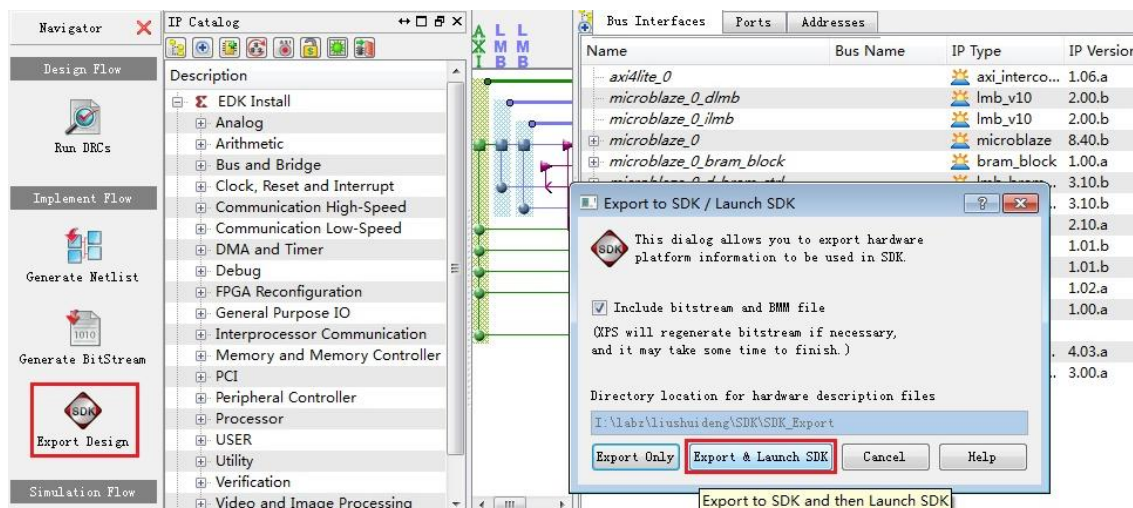 Navigator
Design Flow
Run DRCs
Implement Flow
Generate Netlist
1010
Generate BitStream
SDK
Export Design
Simulation Flow
IP Catalog
Description
EDK Install
Analog
Arithmetic
Bus and Bridge
Clock, Reset and Interrupt
Communication High-Speed
Communication Low-Speed
DMA and Timer
Debug
FPGA Reconfiguration
General Purpose IO
Interprocessor Communication
Memory and Memory Controller
PCI
Peripheral Controller
Processor
USER
Utility
Verification
Video and Image Processing
A L L
X M M
I B B
Bus Interfaces Ports Addresses
Name Bus Name IP Type IP Version
axi4lite_0 axi_interco... 1.06.a
microblaze_0_dlmb lmb_v10 2.00.b
microblaze_0_ilmb lmb_v10 2.00.b
microblaze_0 microblaze 8.40.b
microblaze_0_bram_block bram_block 1.00.a
3.10.b
3.10.b
2.10.a
1.01.b
1.01.b
1.02.a
1.00.a
4.03.a
3.00.a
Export to SDK / Launch SDK
SDK
This dialog allows you to export hardware
platform information to be used in SDK.
Include bitstream and BMM file
(XPS will regenerate bitstream if necessary,
and it may take some time to finish.)
Directory location for hardware description files
I:\labz\liushuideng\SDK\SDK_Export
Export Only Export & Launch SDK Cancel Help
Export to SDK and then Launch SDK